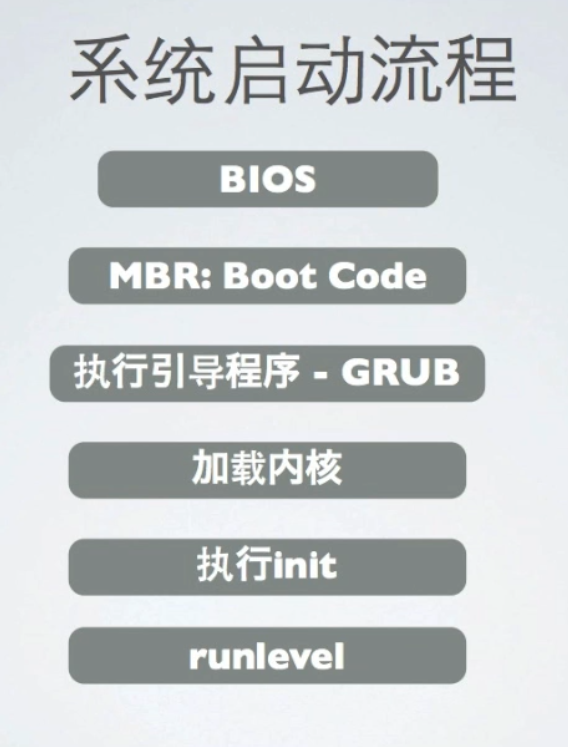 系统启动流程
BIOS
MBR: Boot Code
执行引导程序 - GRUB
加载内核
执行init
runlevel